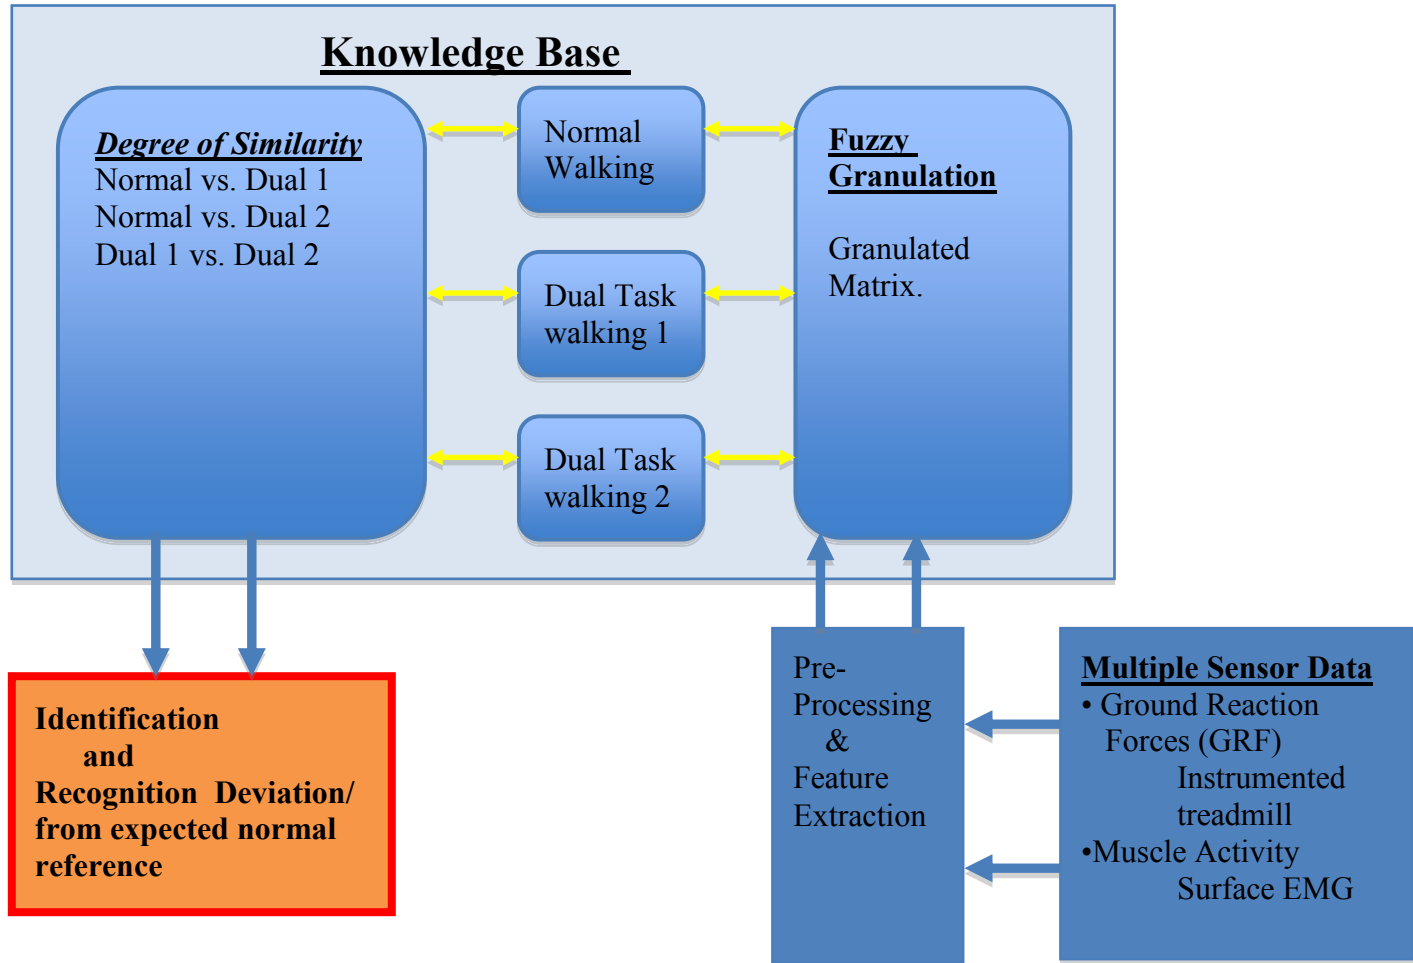 Knowledge Base
Degree of Similarity
Normal vs. Dual 1
Normal vs. Dual 2
Dual 1 vs. Dual 2
Normal
Walking
Dual Task
walking 1
Dual Task
walking 2
Fuzzy
Granulation
Granulated
Matrix.
Identification
and
Recognition Deviation/
from expected normal
reference
Pre-
Processing
&
Feature
Extraction
Multiple Sensor Data
• Ground Reaction
Forces (GRF)
Instrumented
treadmill
•Muscle Activity
Surface EMG